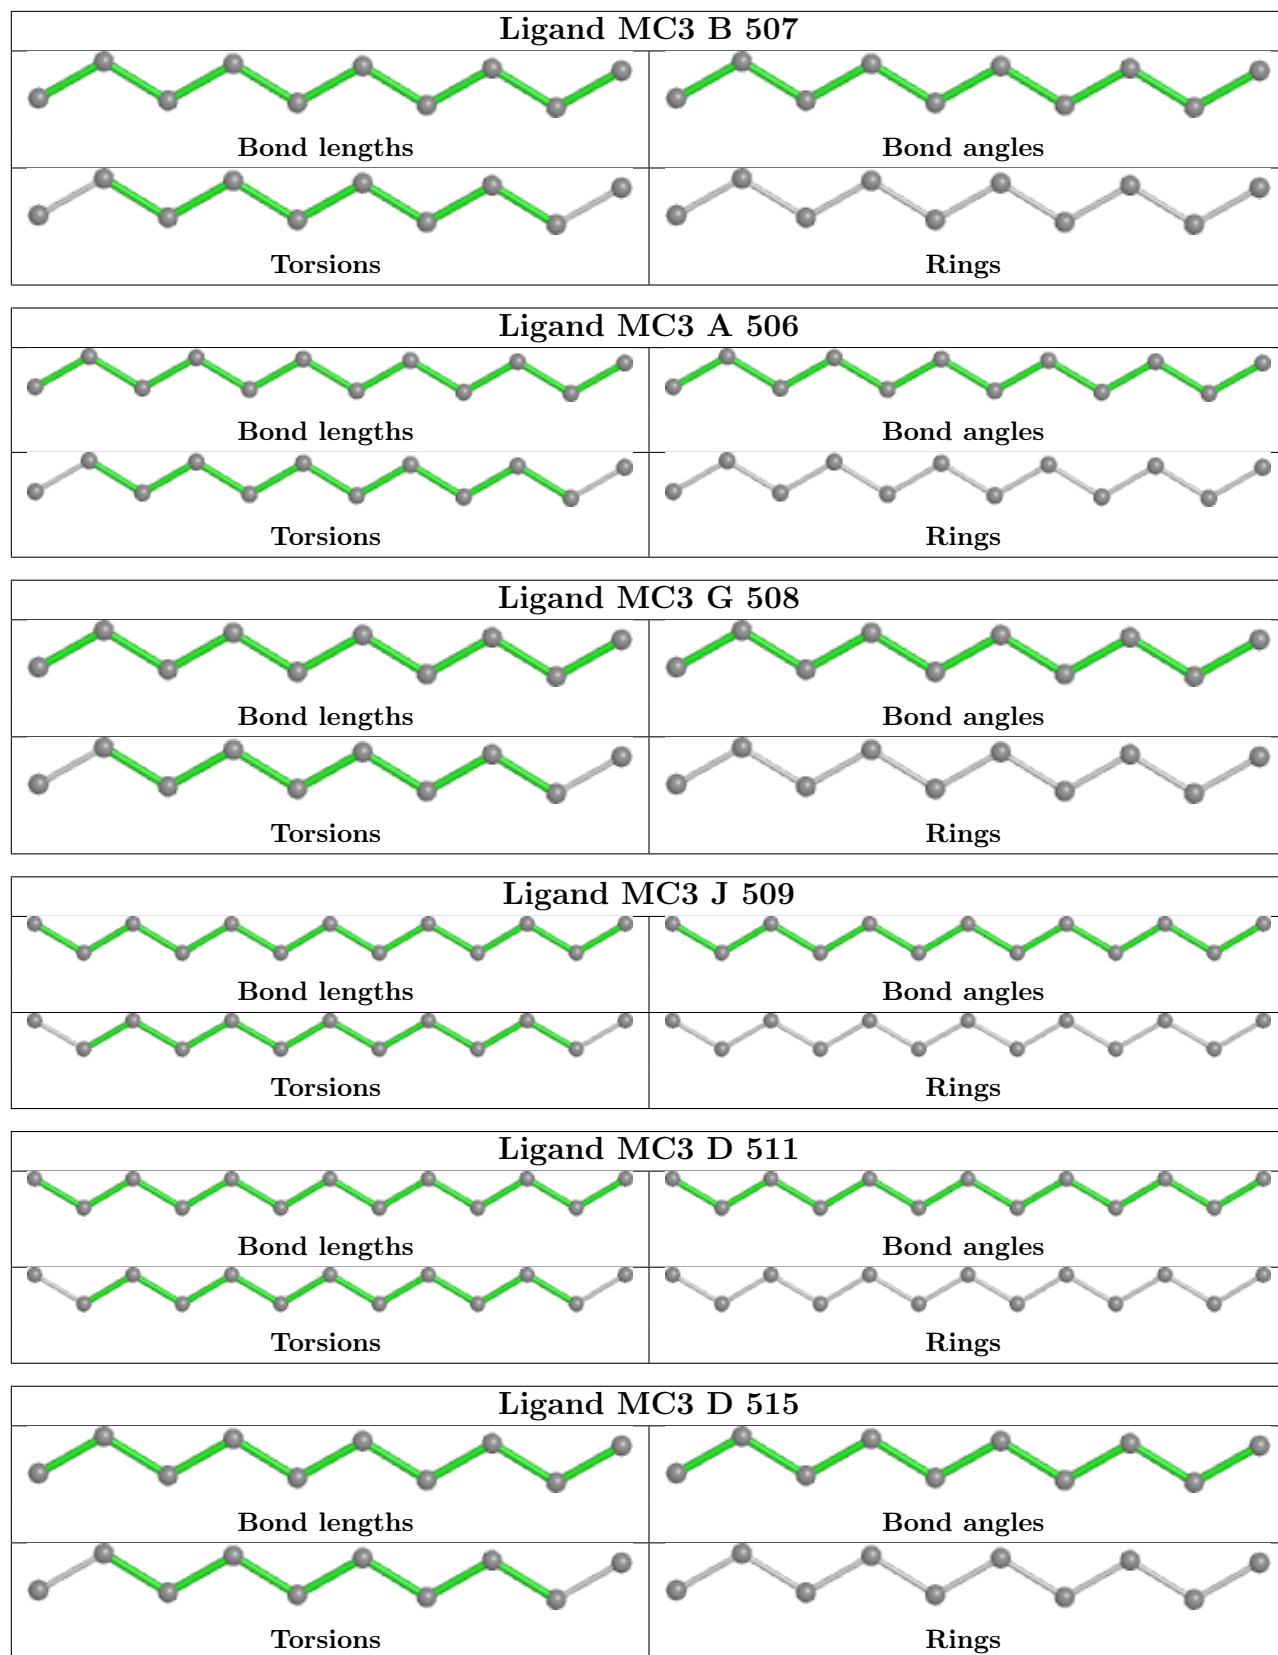 Ligand MC3 B 507
Bond lengths
Bond angles
Torsions
Rings
Ligand MC3 A 506
Bond lengths
Bond angles
Torsions
Rings
Ligand MC3 G 508
Bond lengths
Bond angles
Torsions
Rings
Ligand MC3 J 509
Bond lengths
Bond angles
Torsions
Rings
Ligand MC3 D 511
Bond lengths
Bond angles
Torsions
Rings
Ligand MC3 D 515
Bond lengths
Bond angles
Torsions
Rings